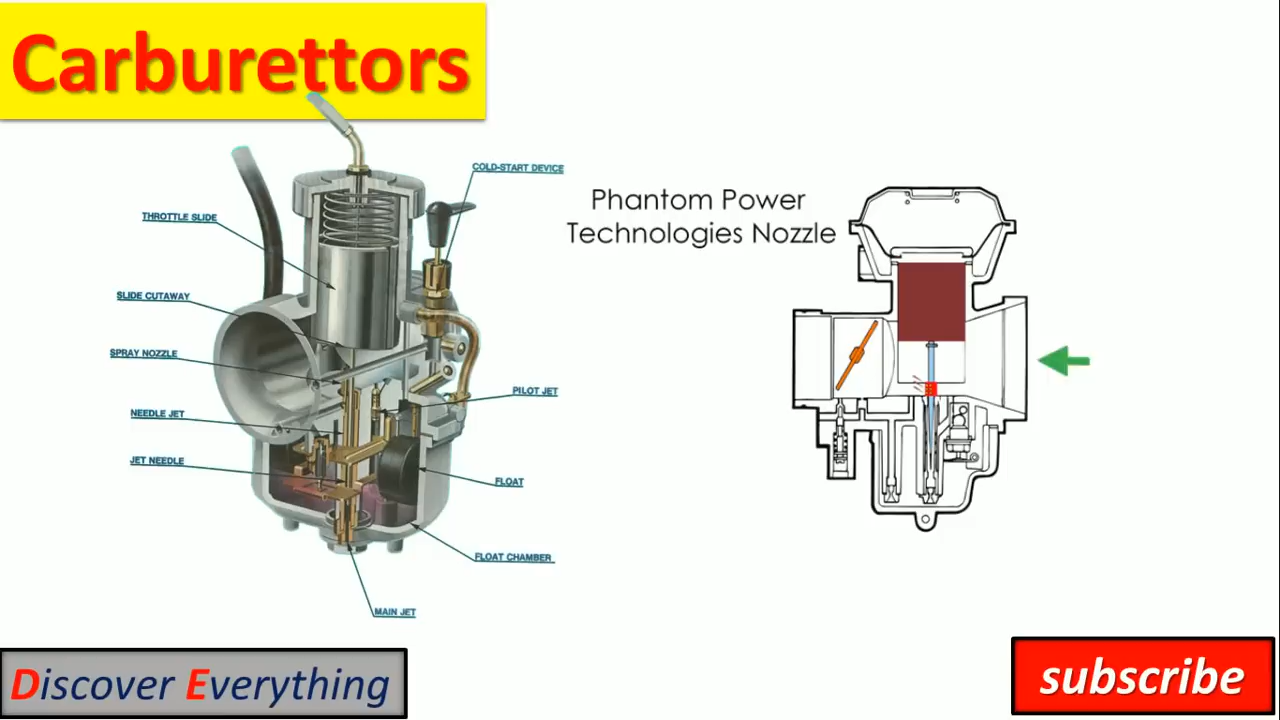 Carburettors
COLD-START DEVICE
THROTTLE SLIDE
Phantom Power
Technologies Nozzle
SLIDE CUTAWAY
SPRAY NOZZLE
PILOT JET
NEEDLE JET
JET NEEDLE
FLOAT
FLOAT CHAMBER
MAIN JET
Discover Everything
subscribe